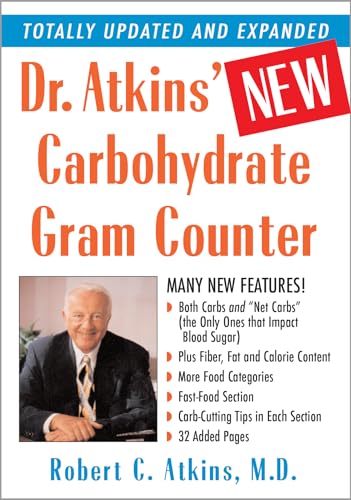 TOTALLY UPDATED AND EXPANDED
Dr. Atkins'
NEW
Carbohydrate
Gram Counter
MANY NEW FEATURES!
Both Carbs and “Net Carbs”
(the Only Ones that Impact
Blood Sugar)
Plus Fiber, Fat and Calorie Content
More Food Categories
Fast-Food Section
Carb-Cutting Tips in Each Section
32 Added Pages
Robert C. Atkins, M.D.